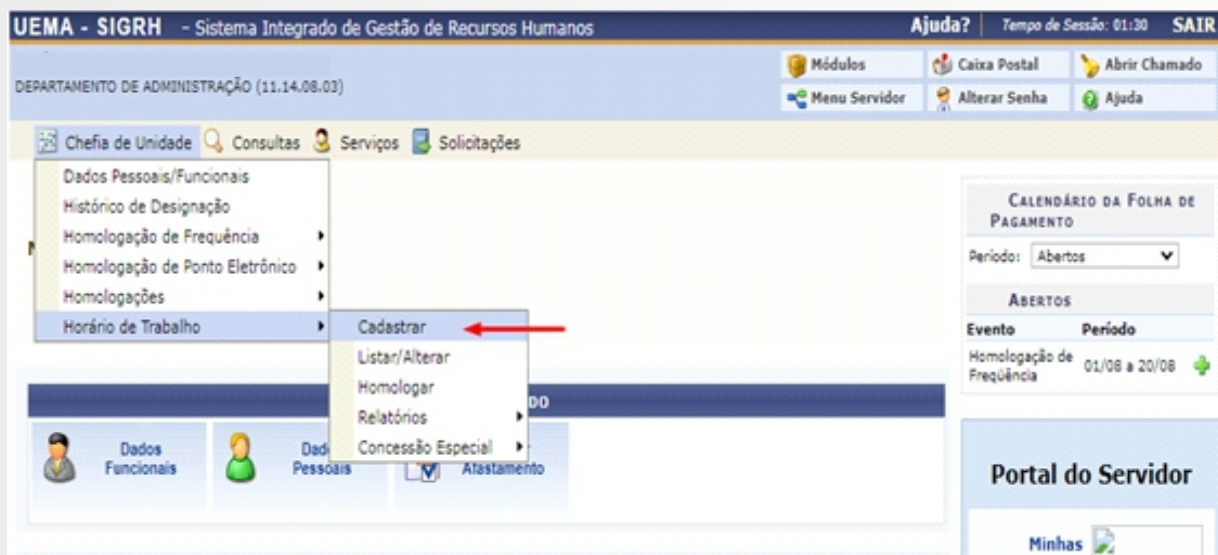 UEMA - SIGRH - Sistema Integrado de Gestão de Recursos Humanos
Ajuda? Tempo de Sessão: 01:30 SAIR
DEPARTAMENTO DE ADMINISTRAÇÃO (11.14.08.03)
Módulos Caixa Postal Abrir Chamado
Menu Servidor Alterar Senha Ajuda
Chefia de Unidade Consultas Serviços Solicitações
Dados Pessoais/Funcionais
Histórico de Designação
Homologação de Frequência
Homologação de Ponto Eletrônico
Homologações
Horário de Trabalho
Cadastrar
Listar/Alterar
Homologar
Relatórios
Concessão Especial
Dados
Funcionais
Pessoais
Afastamento
CALENDÁRIO DA FOLHA DE
PAGAMENTO
Período: Abertos
ABERTOS
Evento Período
Homologação de
Freqüência
01/08 a 20/08
Portal do Servidor
Minhas